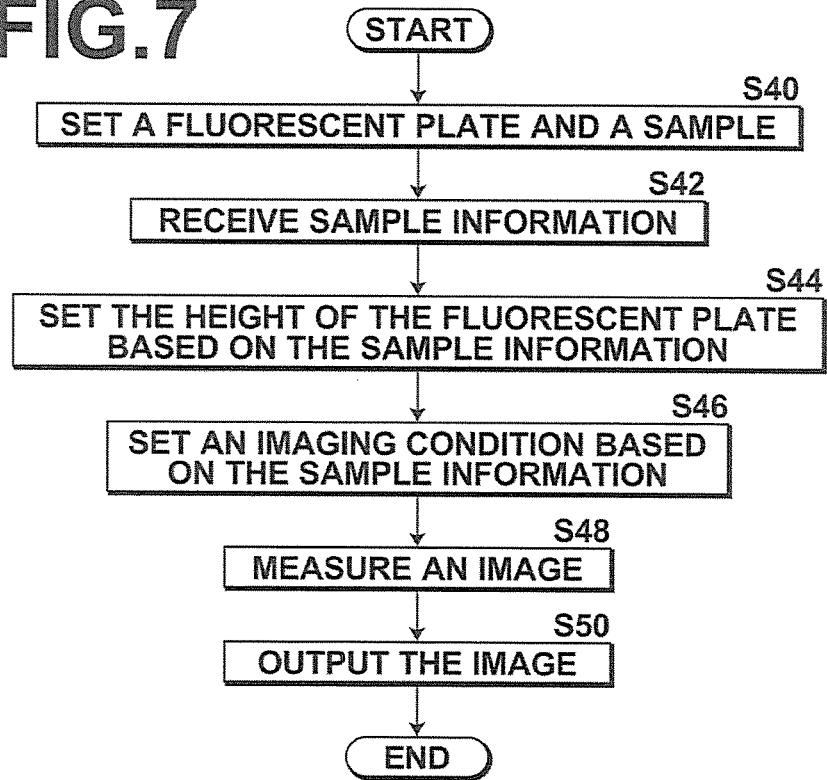 FIG.7
START
S40
SET A FLUORESCENT PLATE AND A SAMPLE
S42
RECEIVE SAMPLE INFORMATION
S44
SET THE HEIGHT OF THE FLUORESCENT PLATE
BASED ON THE SAMPLE INFORMATION
S46
SET AN IMAGING CONDITION BASED
ON THE SAMPLE INFORMATION
S48
MEASURE AN IMAGE
S50
OUTPUT THE IMAGE
END